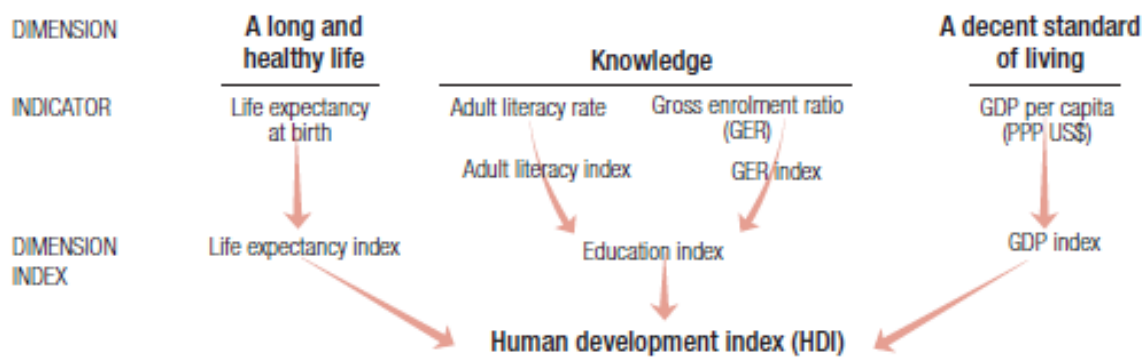 DIMENSION
A long and
healthy life
Knowledge
A decent standard
of living
INDICATOR
Life expectancy
at birth
Adult literacy rate
Gross enrolment ratio
(GER)
GDP per capita
(PPP US$)
Adult literacy index
GER index
DIMENSION
INDEX
Life expectancy index
Education index
GDP index
Human development index (HDI)